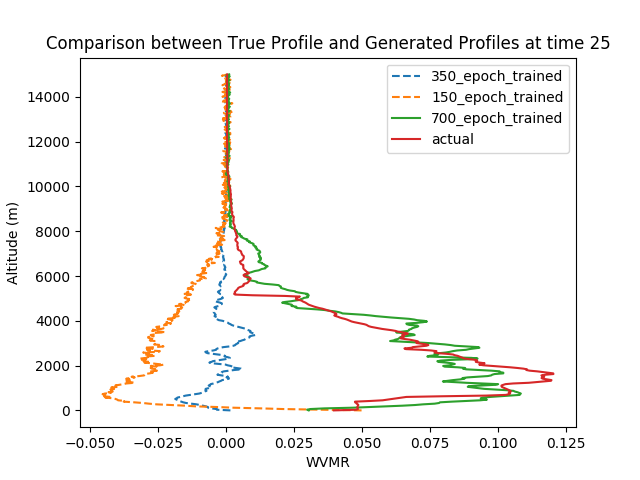 Comparison between True Profile and Generated Profiles at time 25
350_epoch_trained
150_epoch_trained
700_epoch_trained
actual
14000
12000
10000
8000
6000
4000
2000
0
Altitude (m)
−0.050 −0.025 0.000 0.025 0.050 0.075 0.100 0.125
WVMR